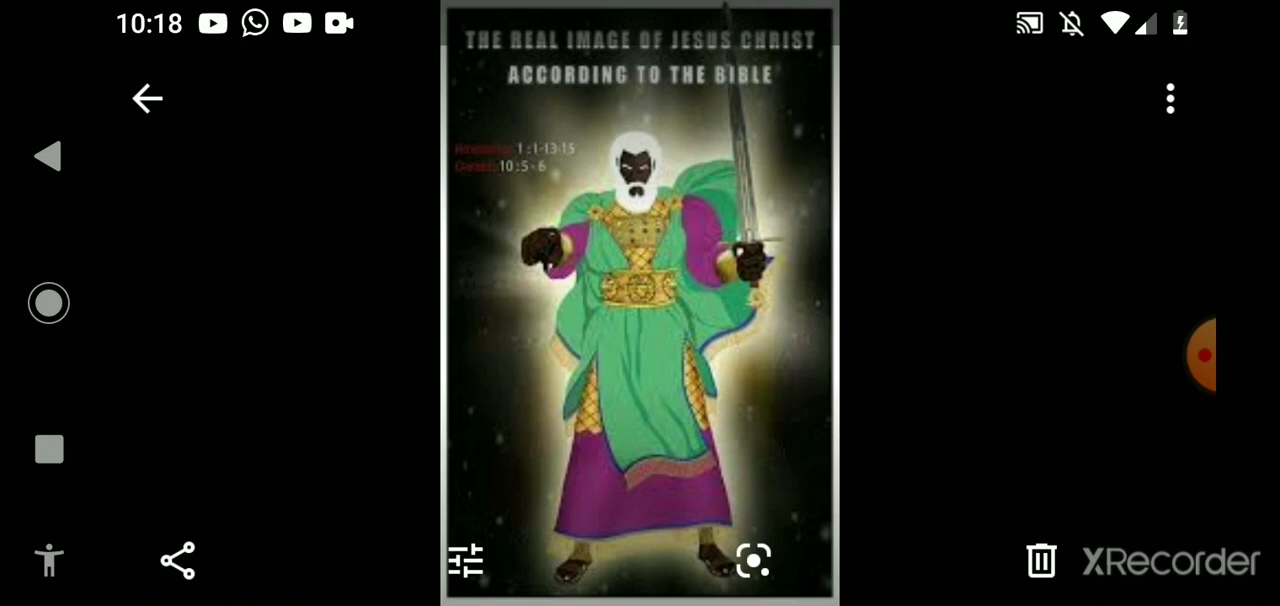 10:18
THE REAL IMAGE OF JESUS CHRIST
ACCORDING TO THE BIBLE
1:1-13-15
10:5-6
XRecorder